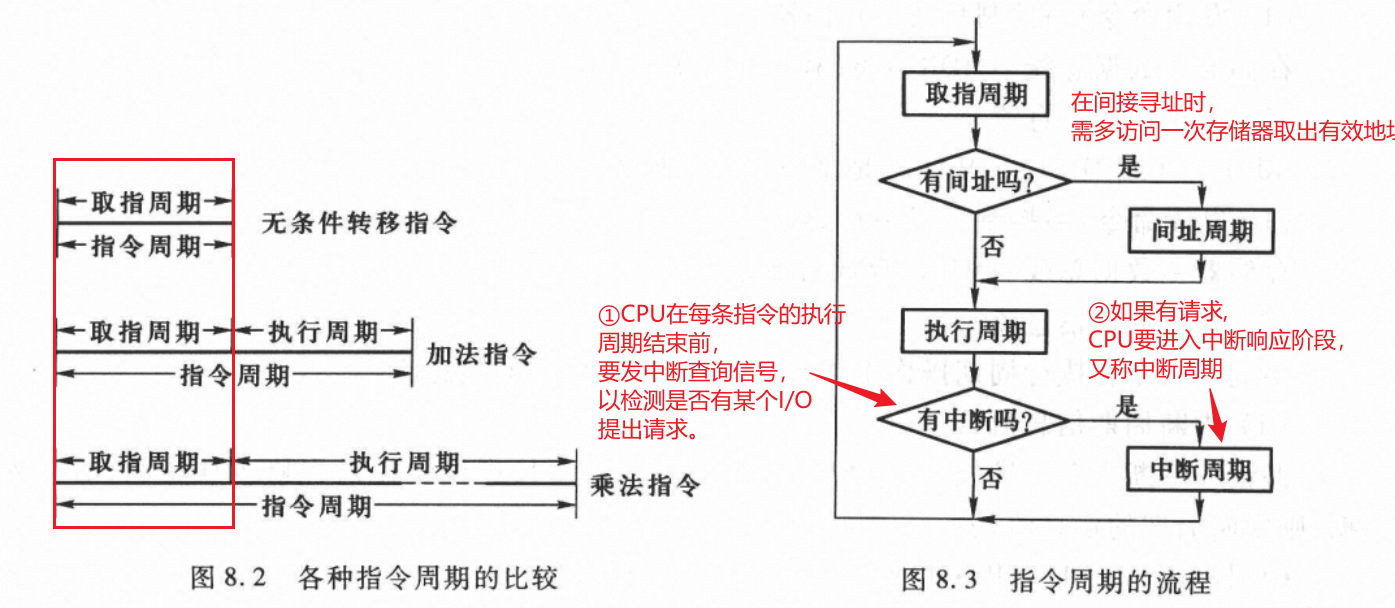 取指周期
指令周期
无条件转移指令
取指周期
执行周期
指令周期
加法指令
取指周期
执行周期
指令周期
乘法指令
图 8.2 各种指令周期的比较
取指周期
在间接寻址时,
需多访问一次存储器取出有效地址
有间址吗?
是
间址周期
否
①CPU在每条指令的执行
周期结束前,
要发中断查询信号,
以检测是否有某个I/O
提出请求。
执行周期
②如果有请求,
CPU要进入中断响应阶段,
又称中断周期
有中断吗?
是
中断周期
否
图 8.3 指令周期的流程